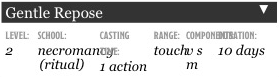 Gentle Repose
LEVEL: SCHOOL: CASTING TIME: RANGE: COMPONENTS: DURATION:
2 necromancy (ritual) 1 action touch v s m 10 days